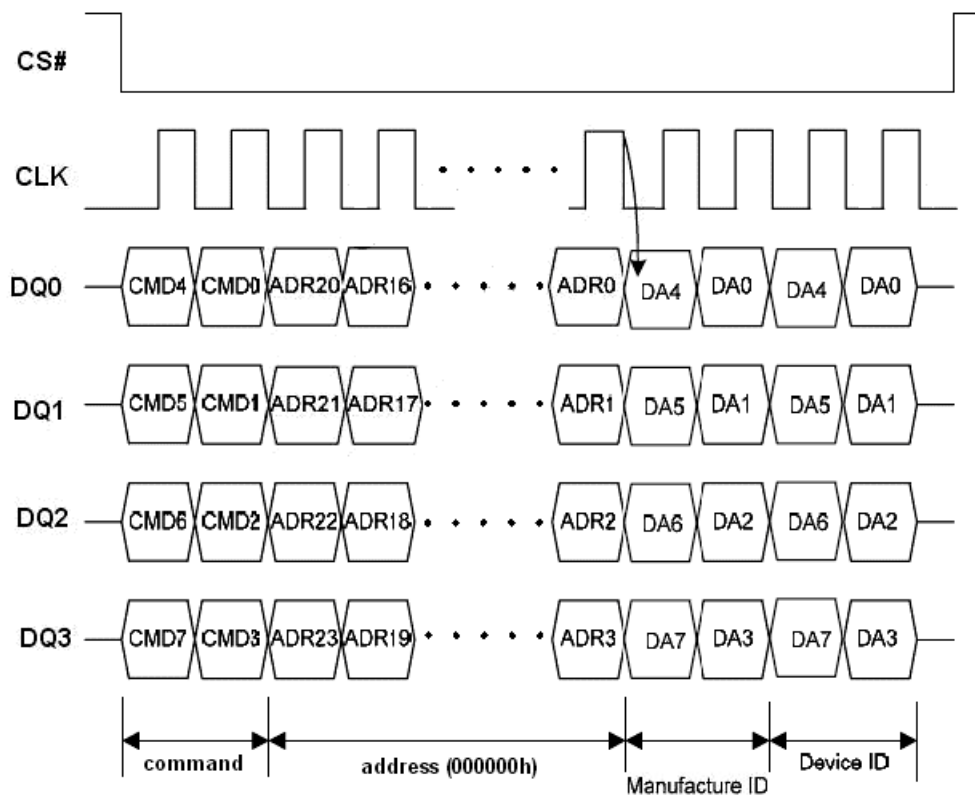 CS#
CLK
DQ0 CMD4 CMD0 ADR20 ADR16 ADR0 DA4 DA0 DA4 DA0
DQ1 CMD5 CMD1 ADR21 ADR17 ADR1 DA5 DA1 DA5 DA1
DQ2 CMD6 CMD2 ADR22 ADR18 ADR2 DA6 DA2 DA6 DA2
DQ3 CMD7 CMD3 ADR23 ADR19 ADR3 DA7 DA3 DA7 DA3
command address (000000h) Manufacture ID Device ID